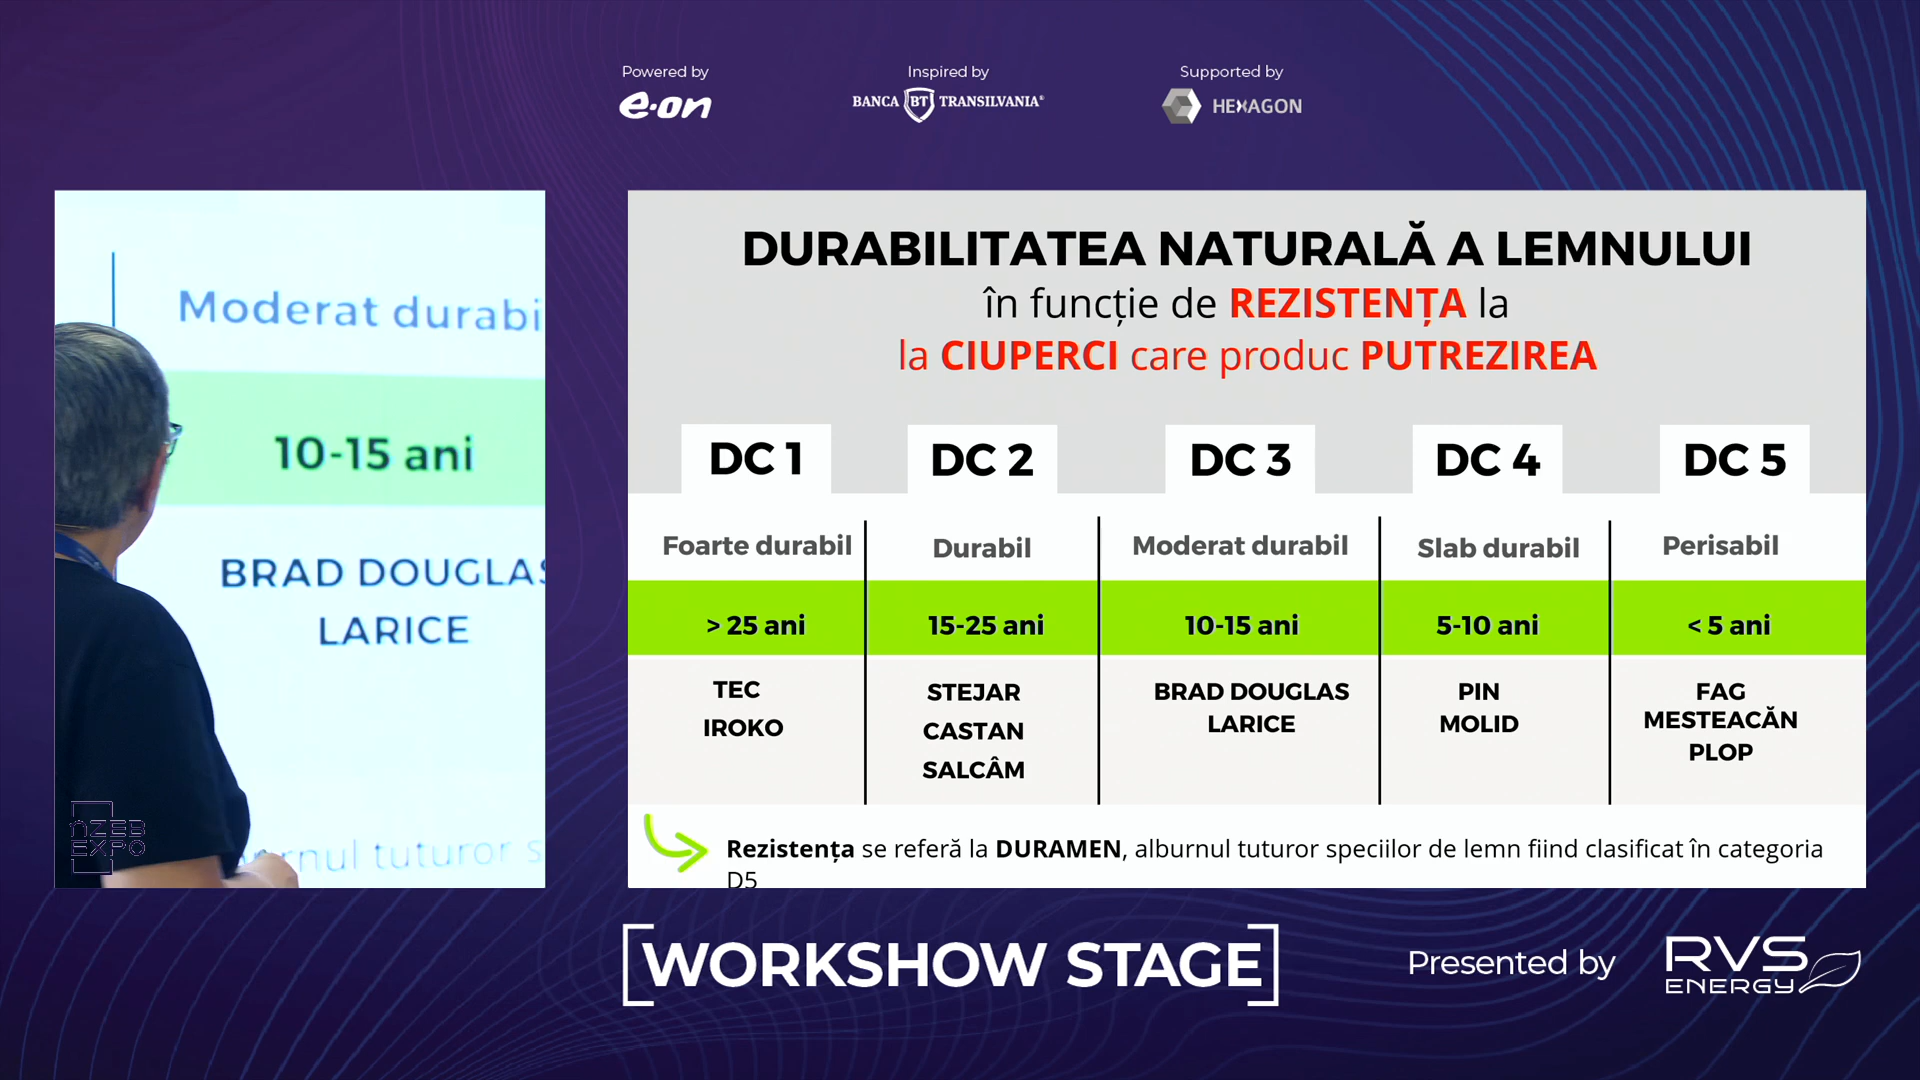 Powered by
e·on
Inspired by
BANCA BT TRANSILVANIA®
Supported by
HEXAGON
Moderat durabi
10-15 ani
BRAD DOUGLAS
LARICE
nZEB
EXPO
urnul tuturor s
DURABILITATEA NATURALĂ A LEMNULUI
în funcție de REZISTENȚA la
la CIUPERCI care produc PUTREZIREA
DC 1
DC 2
DC 3
DC 4
DC 5
Foarte durabil
Durabil
Moderat durabil
Slab durabil
Perisabil
> 25 ani
15-25 ani
10-15 ani
5-10 ani
< 5 ani
TEC
IROKO
STEJAR
CASTAN
SALCÂM
BRAD DOUGLAS
LARICE
PIN
MOLID
FAG
MESTEACĂN
PLOP
Rezistența se referă la DURAMEN, alburnul tuturor speciilor de lemn fiind clasificat în categoria
D5
[WORKSHOW STAGE]
Presented by
RVS
ENERGY